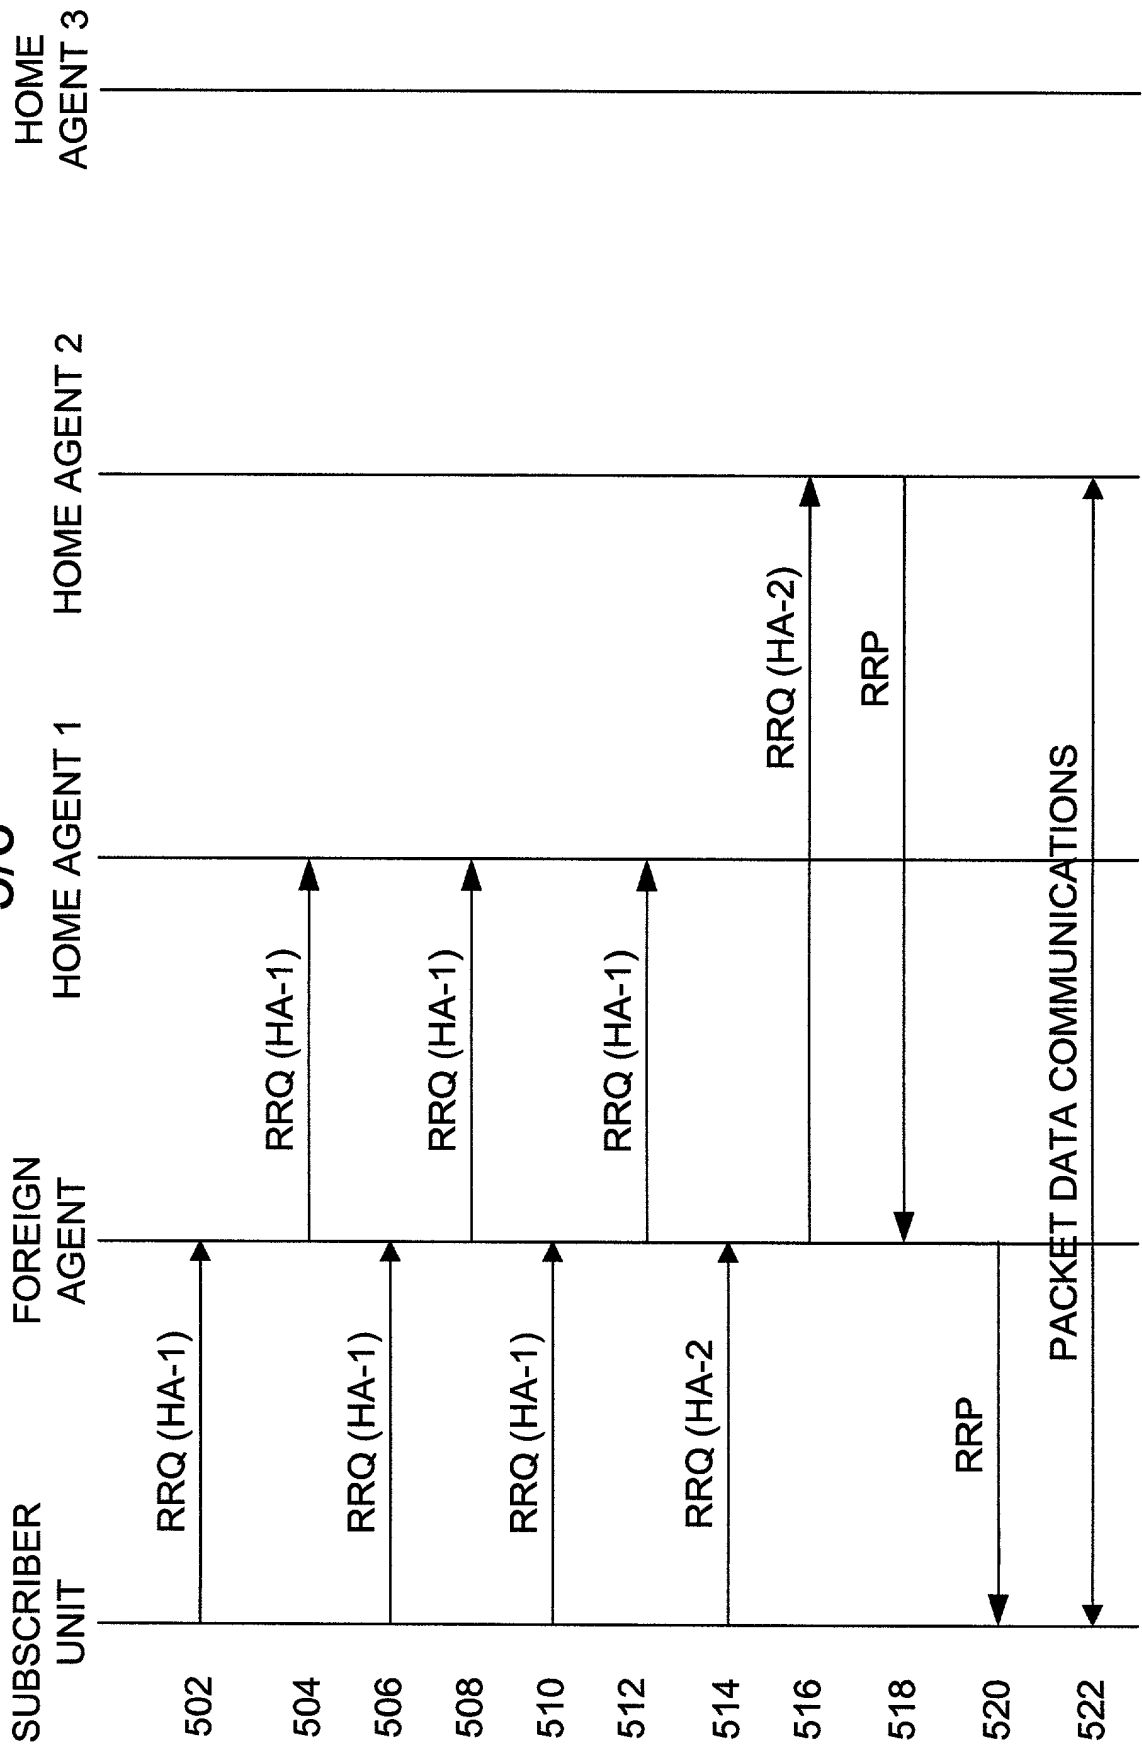 SUBSCRIBER
UNIT
FOREIGN
AGENT
HOME AGENT 1
HOME AGENT 2
HOME
AGENT 3
502
RRQ (HA-1)
504
RRQ (HA-1)
506
RRQ (HA-1)
508
RRQ (HA-1)
510
RRQ (HA-1)
512
RRQ (HA-1)
514
RRQ (HA-2
516
RRQ (HA-2)
518
RRP
520
RRP
522
PACKET DATA COMMUNICATIONS